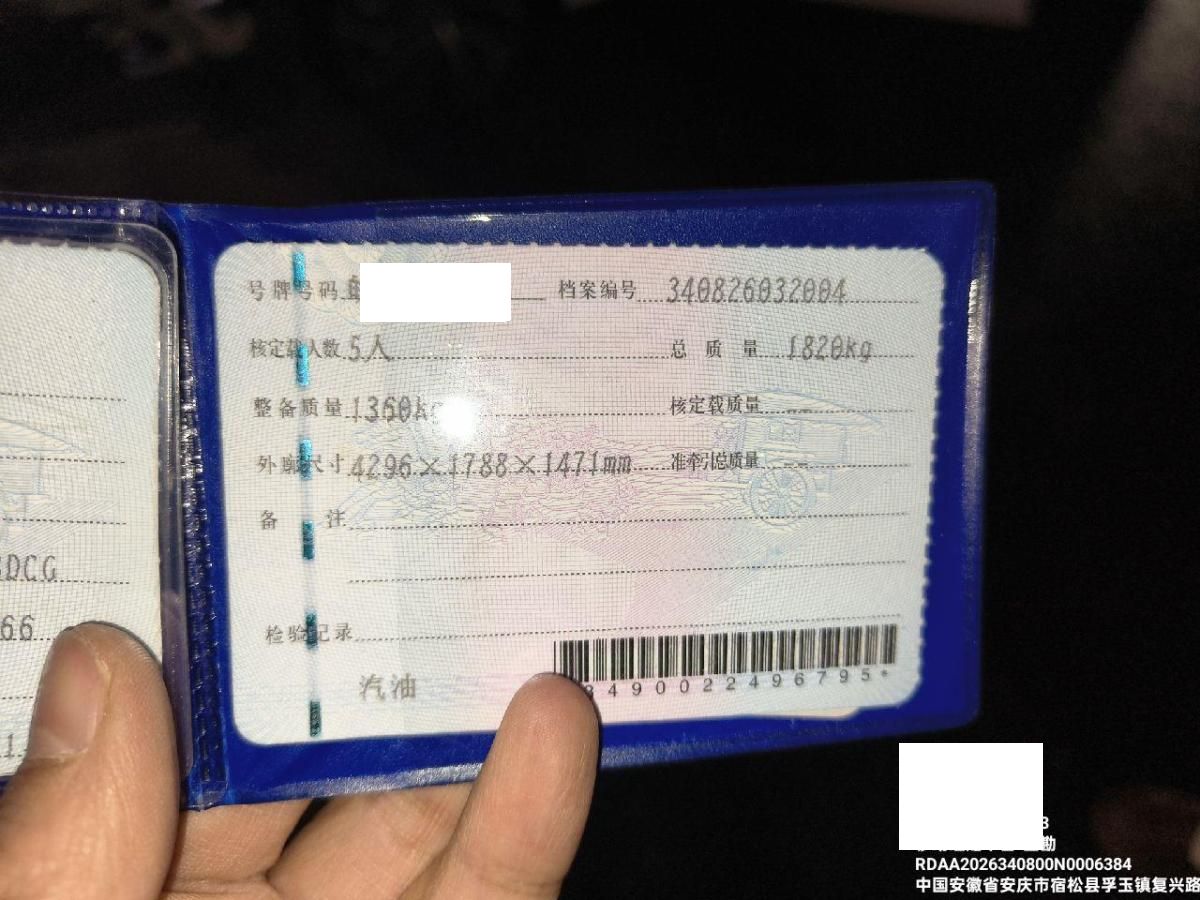 号牌号码 档案编号 340826032004
核定载人数 5人 总质量 1820kg
整备质量 1360kg 核定载质量 --
外廓尺寸 4296×1788×1471mm 准牵引总质量 --
备注
DCG
66
检验记录
汽油
3490022496795*
1.
3
勘
RDAA2026340800N0006384
中国安徽省安庆市宿松县孚玉镇复兴路